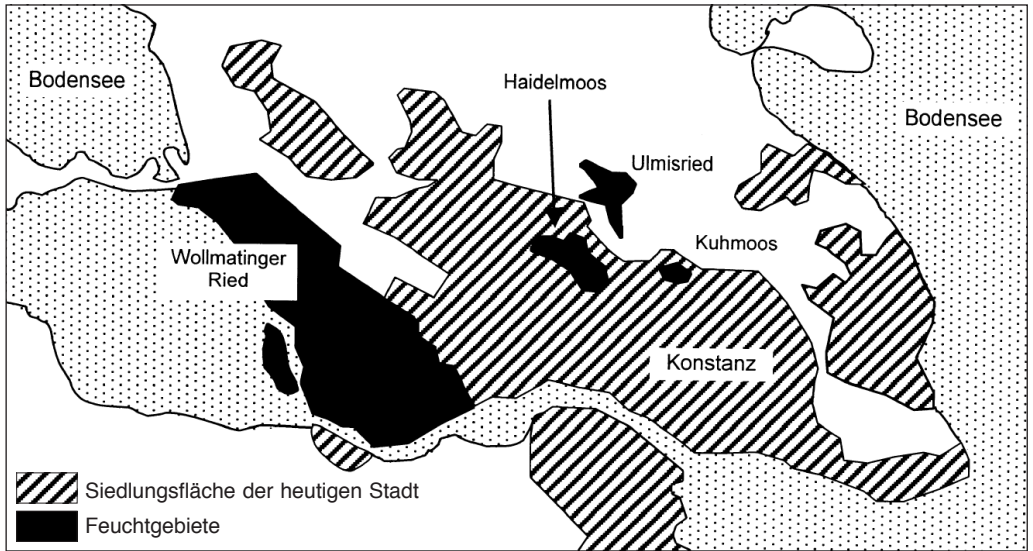 Bodensee
Haidelmoos
Bodensee
Ulmisried
Kuhmoos
Wollmatinger
Ried
Konstanz
Siedlungsfläche der heutigen Stadt
Feuchtgebiete